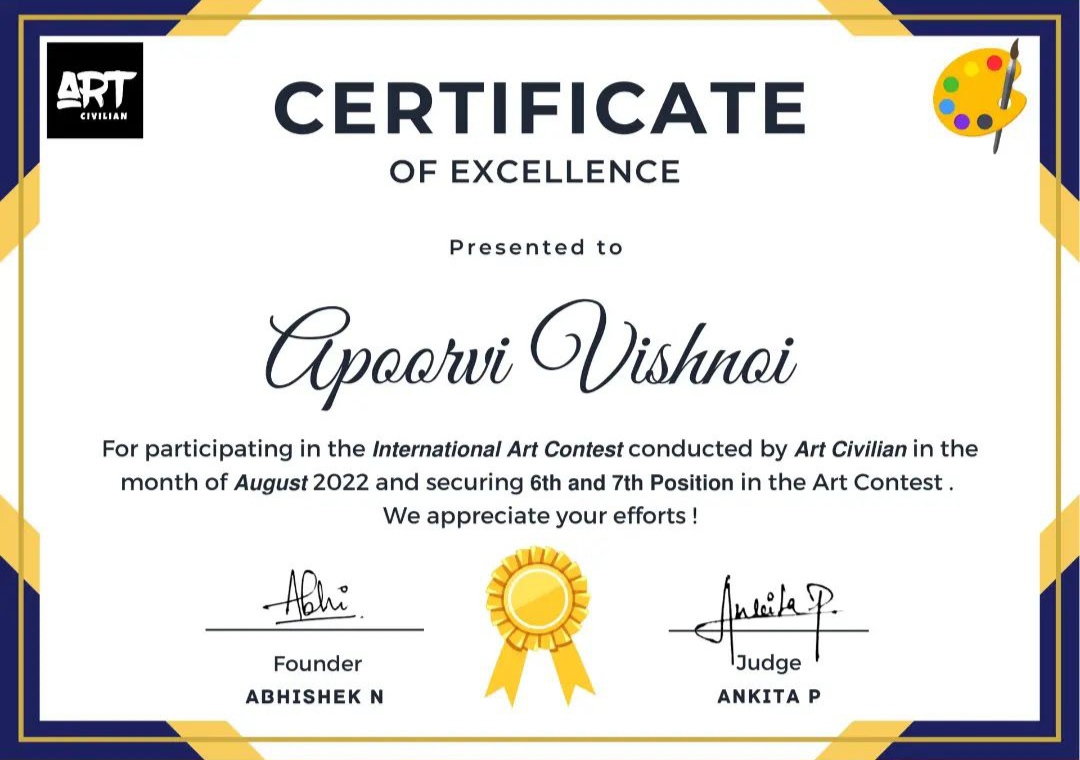 ART
CIVILIAN
CERTIFICATE
OF EXCELLENCE
Presented to
Apoorvi Vishnoi
For participating in the International Art Contest conducted by Art Civilian in the
month of August 2022 and securing 6th and 7th Position in the Art Contest .
We appreciate your efforts !
Abhi.
Ankita P.
Founder
Judge
ABHISHEK N
ANKITA P